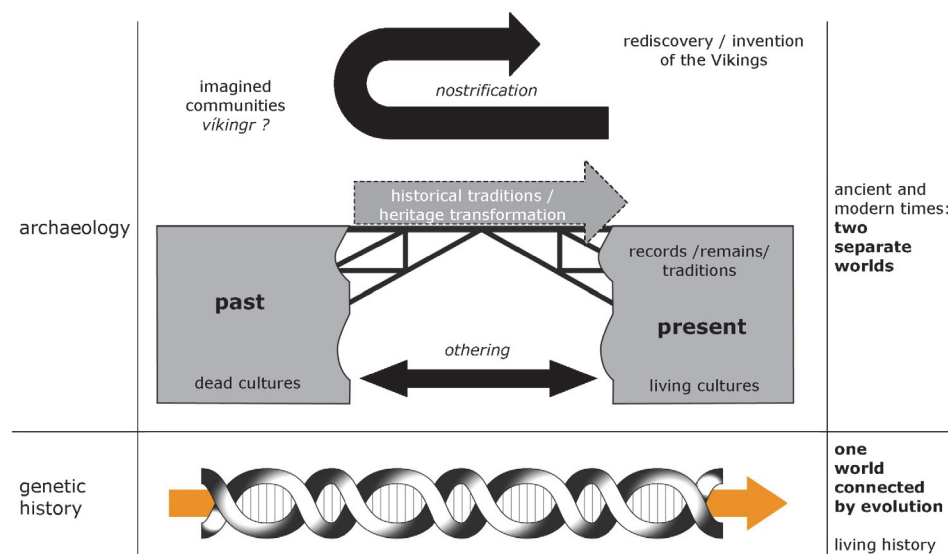 archaeology
imagined
communities
víkingr ?
nostrification
rediscovery / invention
of the Vikings
historical traditions /
heritage transformation
past
dead cultures
othering
records /remains/
traditions
present
living cultures
ancient and
modern times:
two
separate
worlds
genetic
history
one
world
connected
by evolution
living history